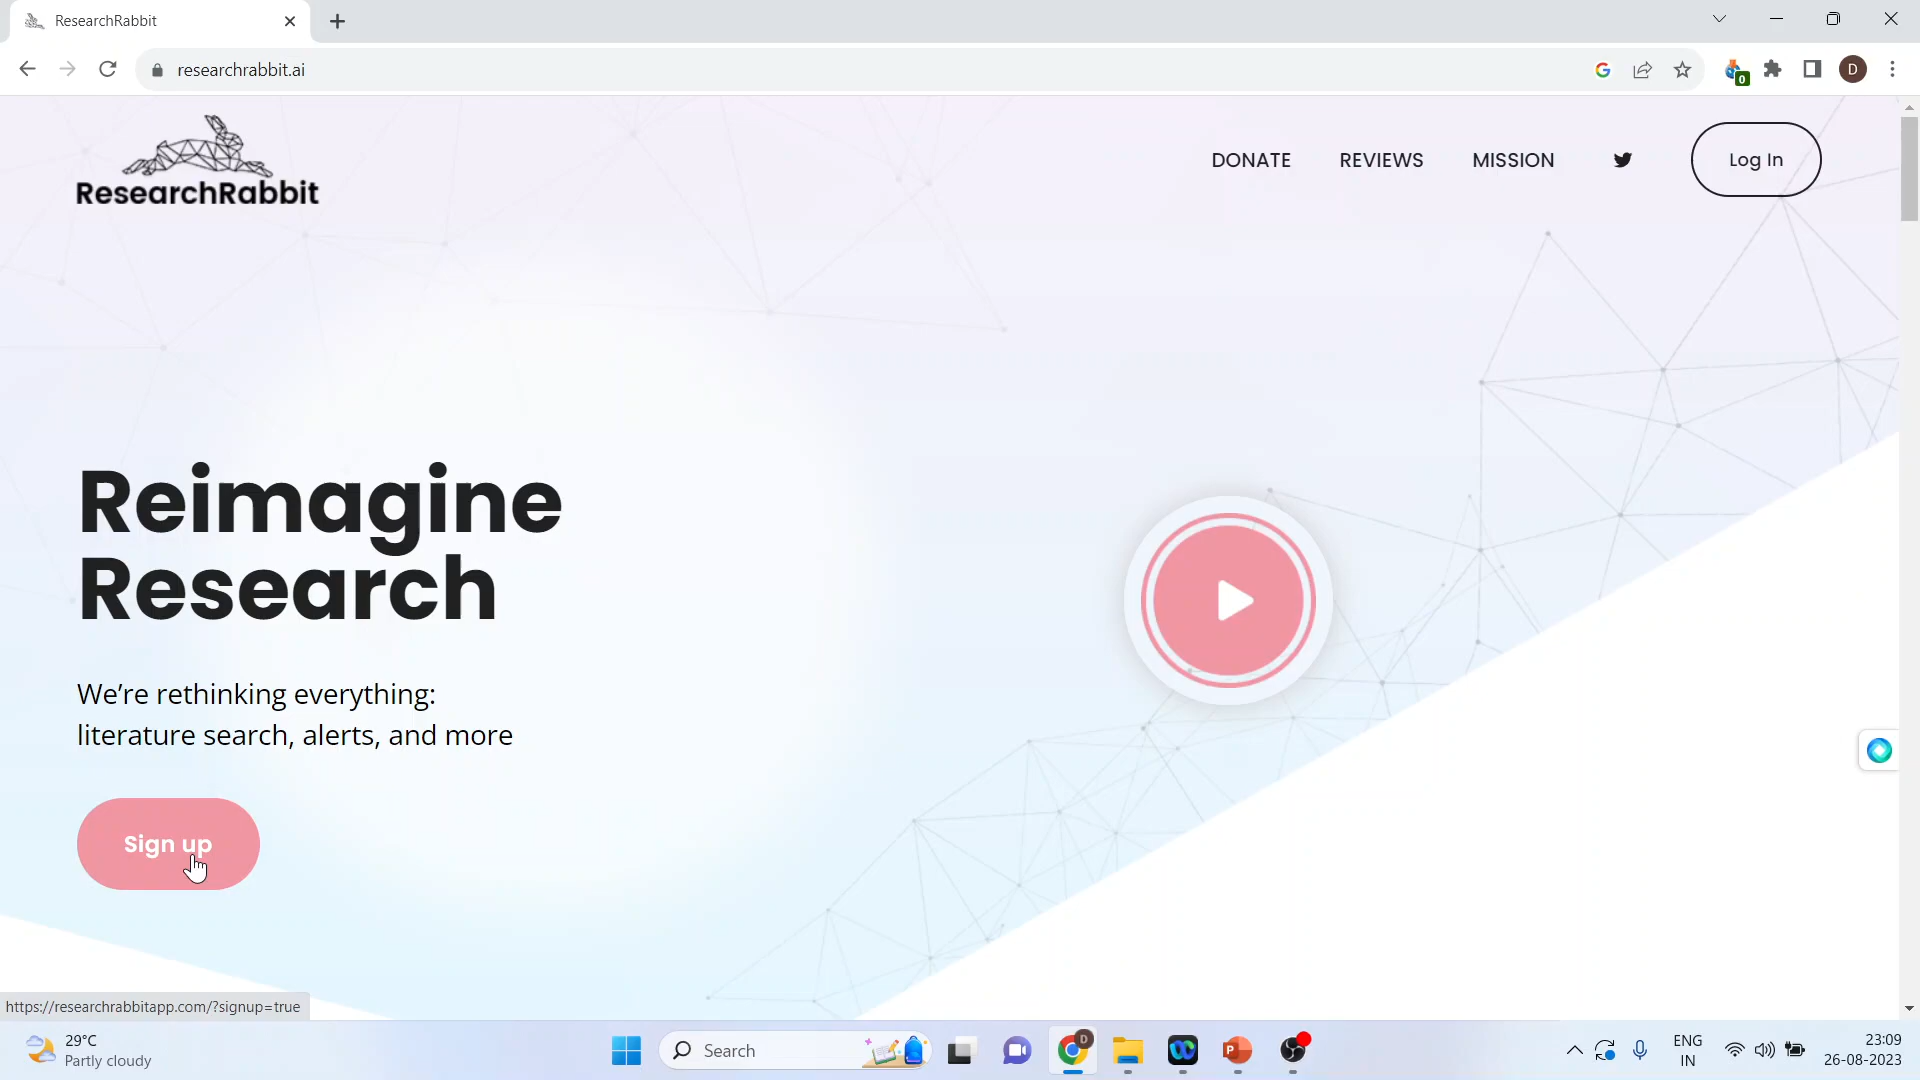 ResearchRabbit
researchrabbit.ai
0
D
ResearchRabbit
DONATE
REVIEWS
MISSION
Log In
Reimagine
Research
We’re rethinking everything:
literature search, alerts, and more
Sign up
https://researchrabbitapp.com/?signup=true
29°C
Partly cloudy
Search
D
ENG
IN
23:09
26-08-2023